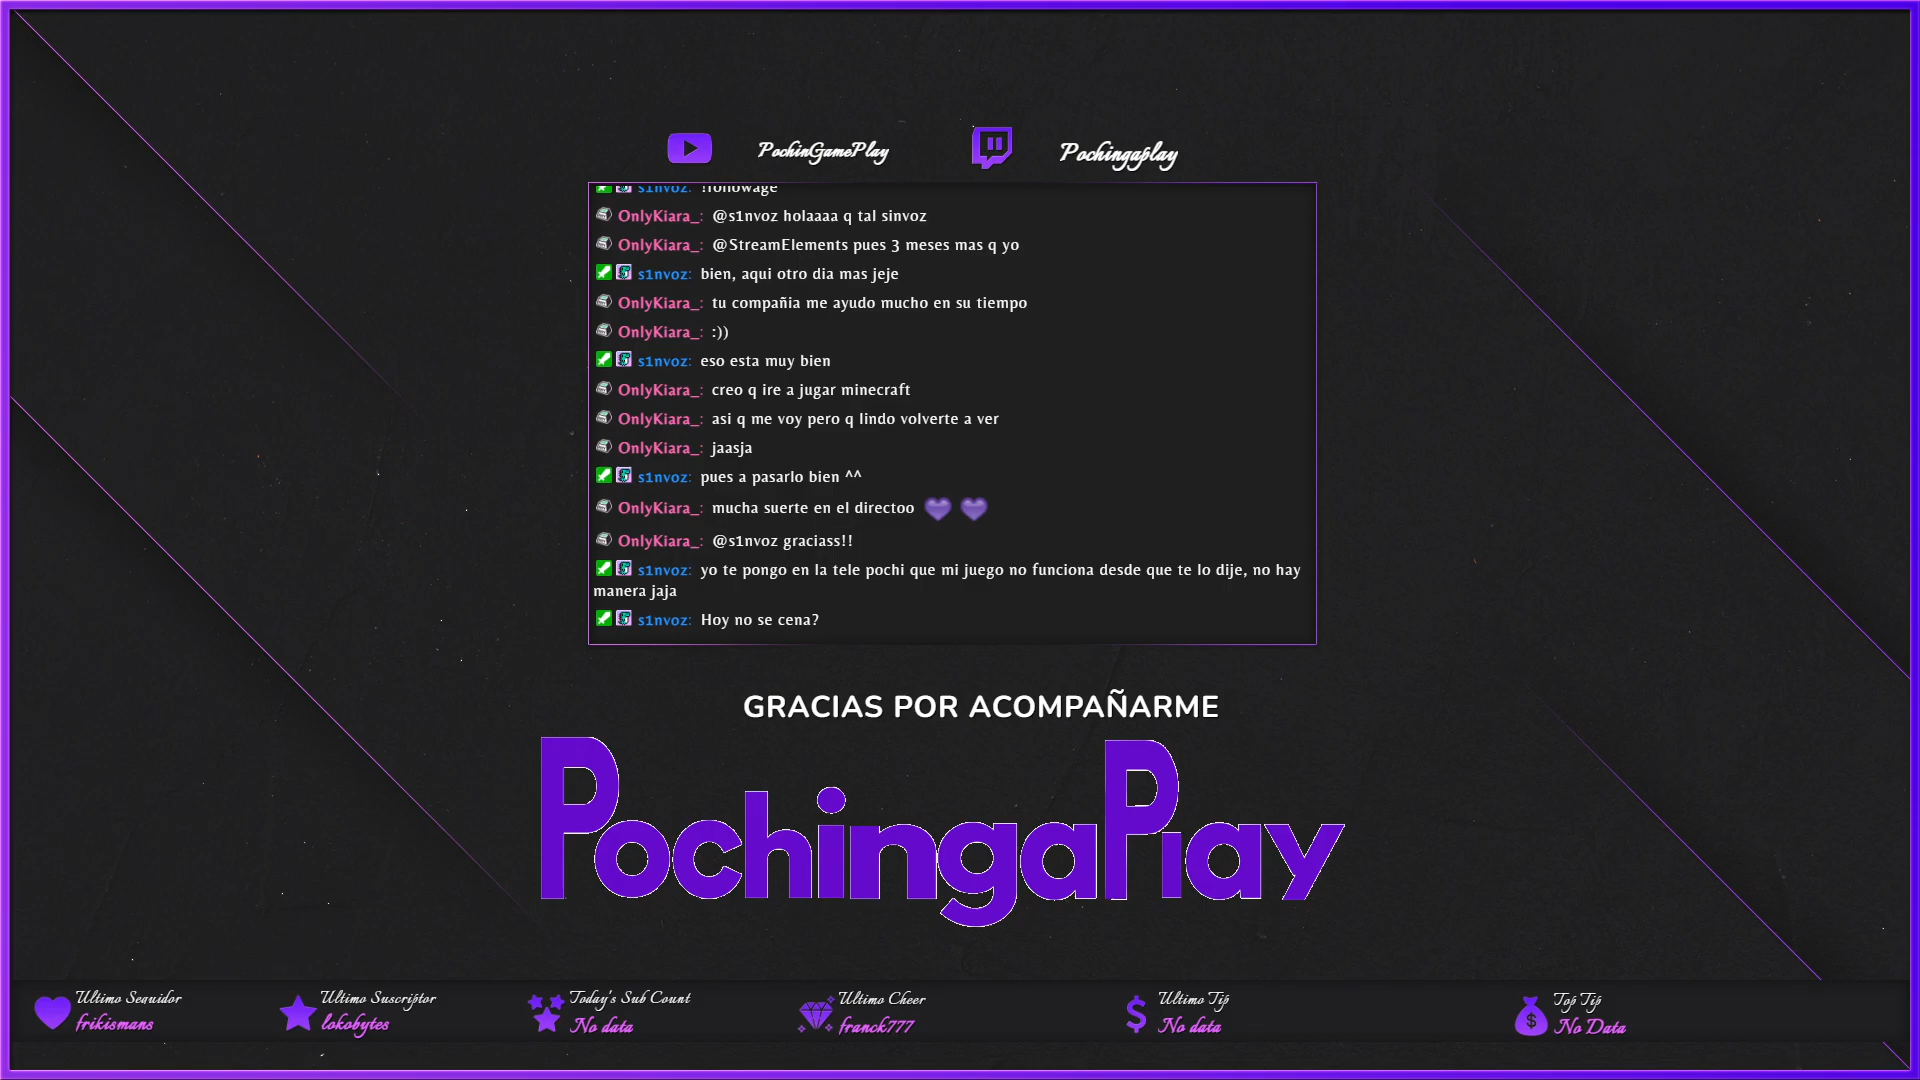 PochinGamePlay
Pochingaplay
s1nvoz: !followage
OnlyKiara_: @s1nvoz holaaaa q tal sinvoz
OnlyKiara_: @StreamElements pues 3 meses mas q yo
s1nvoz: bien, aqui otro dia mas jeje
OnlyKiara_: tu compañia me ayudo mucho en su tiempo
OnlyKiara_: :))
s1nvoz: eso esta muy bien
OnlyKiara_: creo q ire a jugar minecraft
OnlyKiara_: asi q me voy pero q lindo volverte a ver
OnlyKiara_: jaasja
s1nvoz: pues a pasarlo bien ^^
OnlyKiara_: mucha suerte en el directoo
OnlyKiara_: @s1nvoz graciass!!
s1nvoz: yo te pongo en la tele pochi que mi juego no funciona desde que te lo dije, no hay
manera jaja
s1nvoz: Hoy no se cena?
GRACIAS POR ACOMPAÑARME
PochingaPlay
Ultimo Seguidor
frikismans
Ultimo Suscriptor
lokobytes
Today's Sub Count
No data
Ultimo Cheer
franck777
Ultimo Tip
No data
Top Tip
No Data